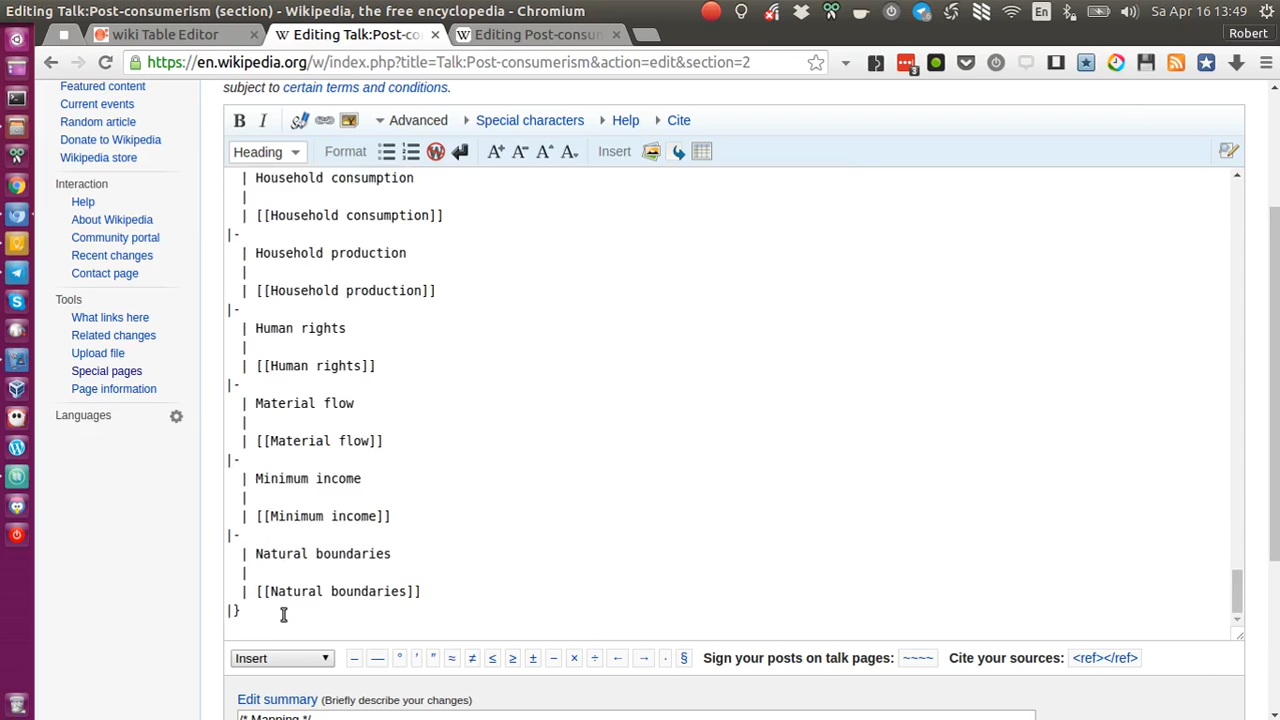 Editing Talk:Post-consumerism (section) - Wikipedia, the free encyclopedia - Chromium
En
Sa Apr 16 13:49
wiki Table Editor
Editing Talk:Post-co
Editing Post-consum
Robert
https://en.wikipedia.org/w/index.php?title=Talk:Post-consumerism&action=edit&section=2
3
Featured content
Current events
Random article
Donate to Wikipedia
Wikipedia store
Interaction
Help
About Wikipedia
Community portal
Recent changes
Contact page
Tools
What links here
Related changes
Upload file
Special pages
Page information
Languages
subject to certain terms and conditions.
B I Advanced Special characters Help Cite
Heading Format A+ A- A A Insert
| Household consumption
|
| [[Household consumption]]
|-
| Household production
|
| [[Household production]]
|-
| Human rights
|
| [[Human rights]]
|-
| Material flow
|
| [[Material flow]]
|-
| Minimum income
|
| [[Minimum income]]
|-
| Natural boundaries
|
| [[Natural boundaries]]
|}
Insert – — ° ′ ″ ≈ ≠ ≤ ≥ ± − × ÷ ← → · § Sign your posts on talk pages: ~~~~ Cite your sources: <ref></ref>
Edit summary (Briefly describe your changes)
/* Mapping */